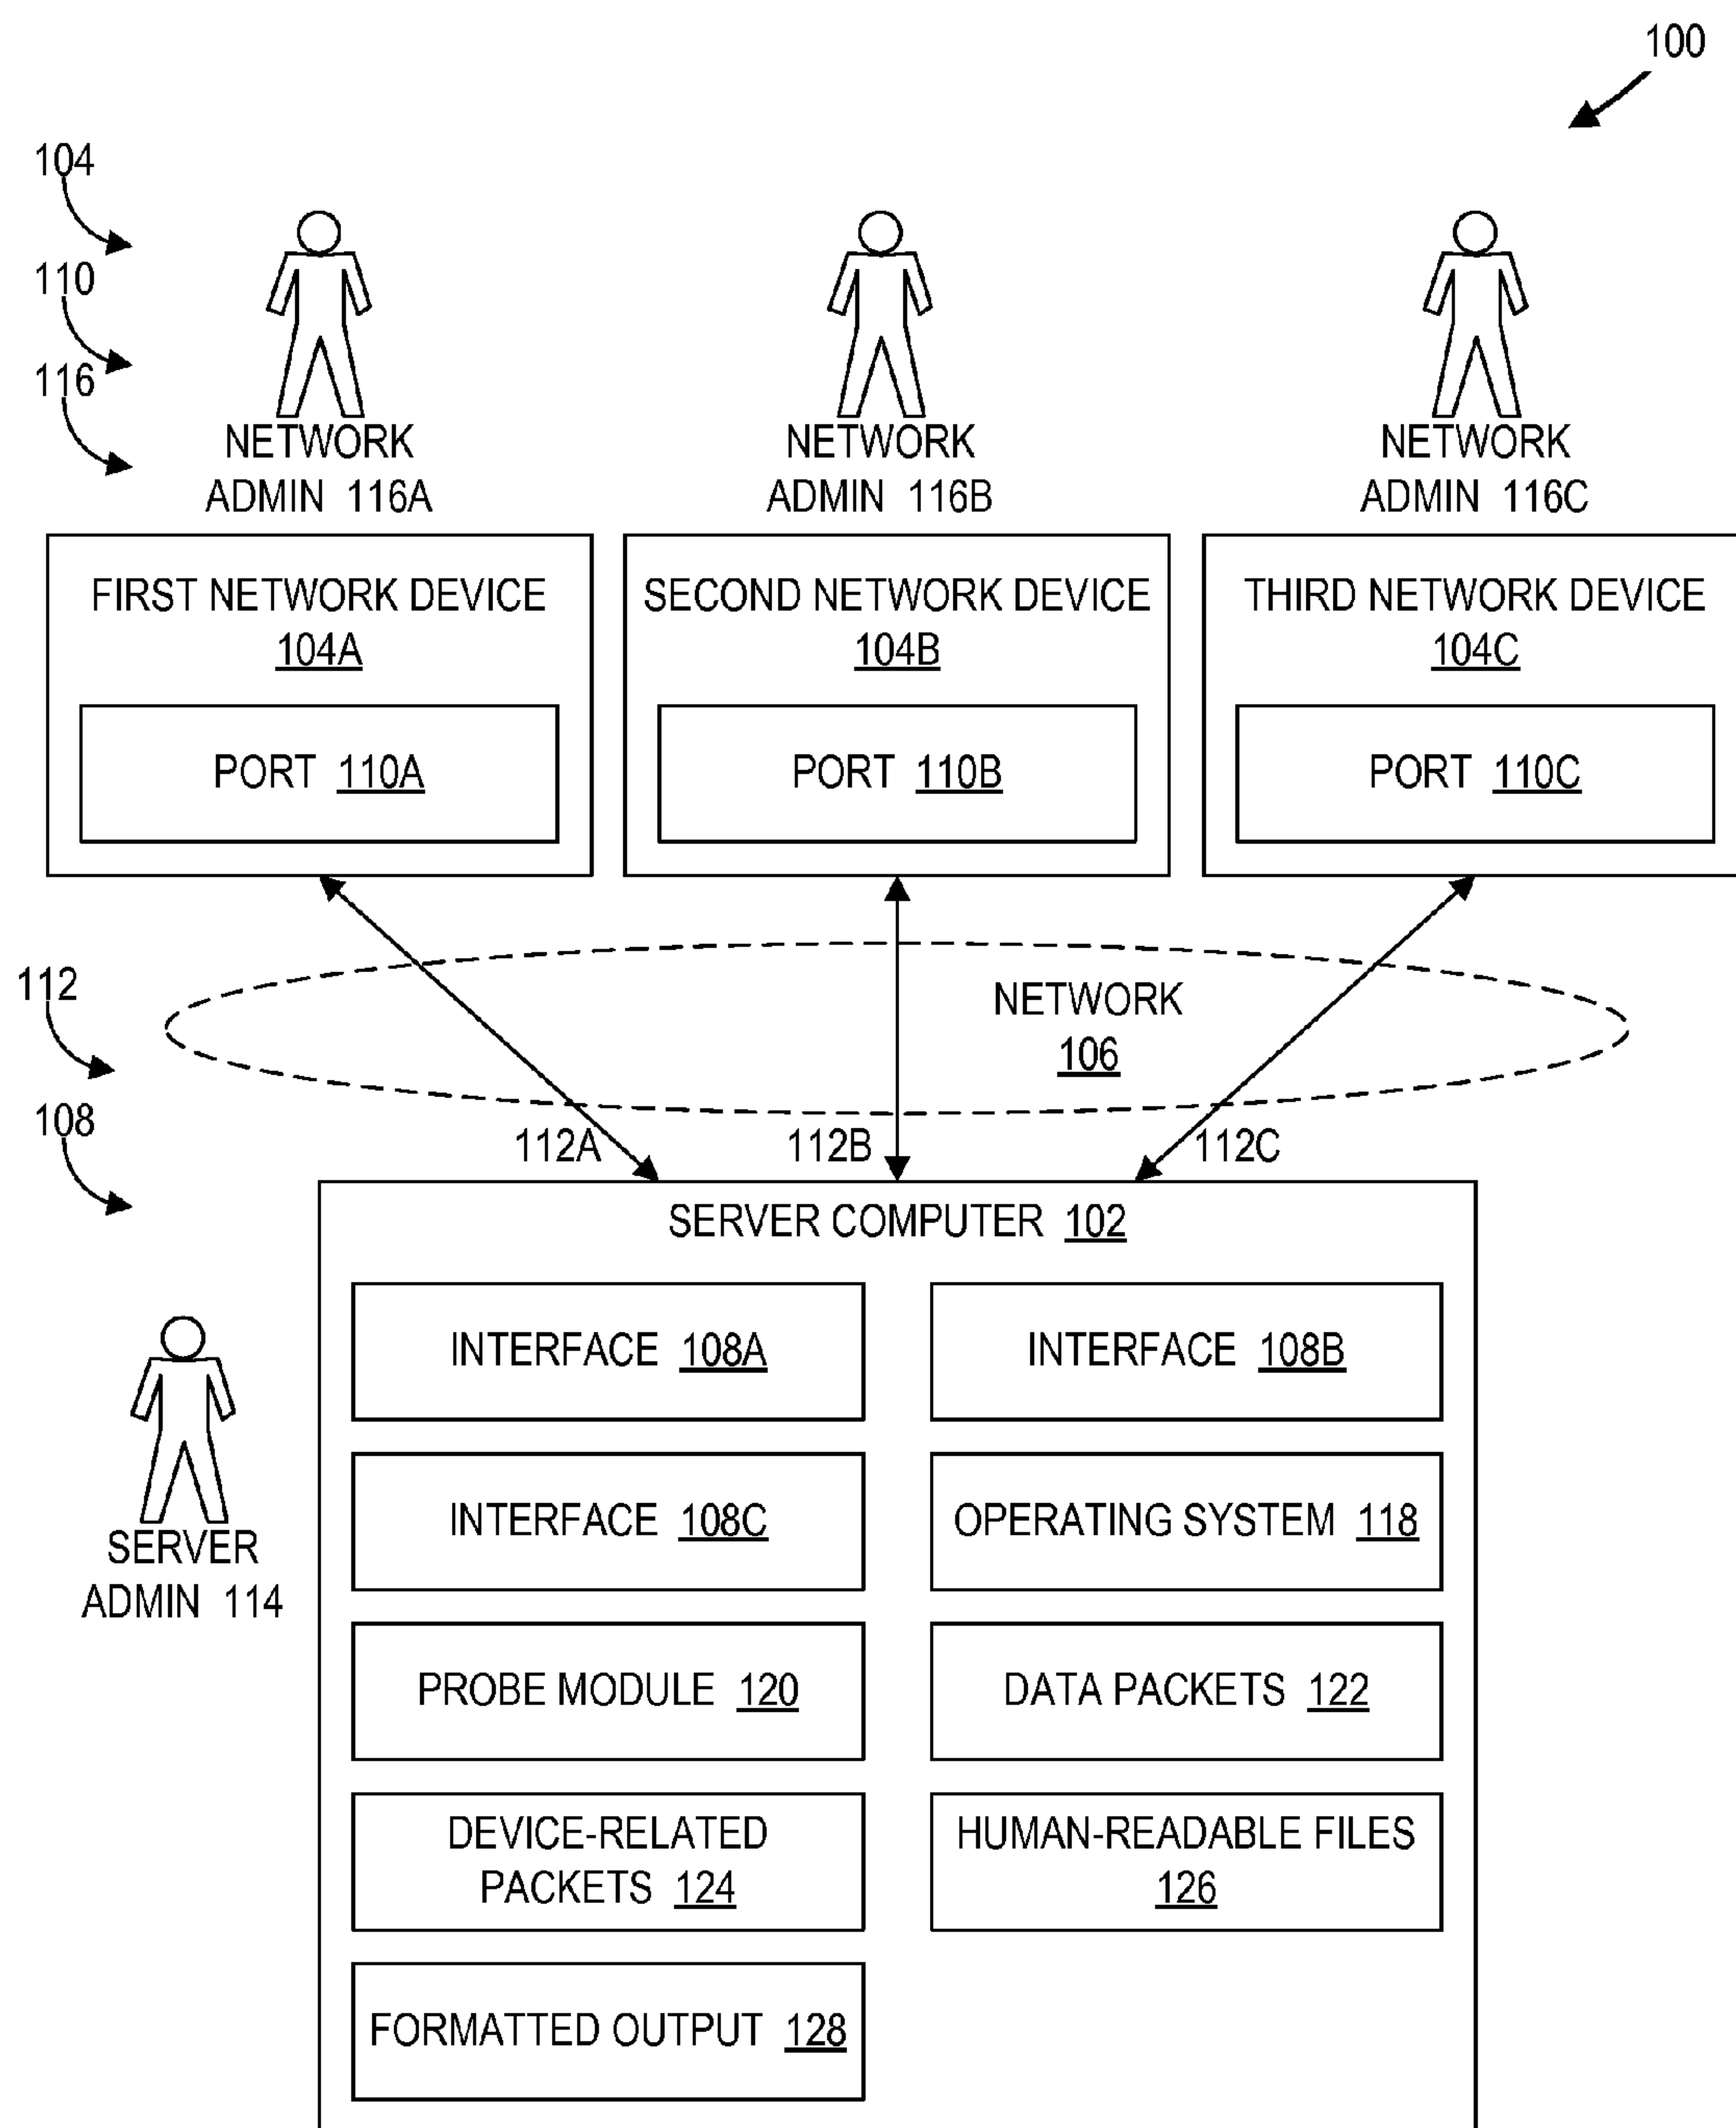 100
104
110
116
NETWORK
ADMIN 116A
NETWORK
ADMIN 116B
NETWORK
ADMIN 116C
FIRST NETWORK DEVICE
104A
PORT 110A
SECOND NETWORK DEVICE
104B
PORT 110B
THIRD NETWORK DEVICE
104C
PORT 110C
112
NETWORK
106
108
112A
112B
112C
SERVER COMPUTER 102
INTERFACE 108A
INTERFACE 108B
INTERFACE 108C
OPERATING SYSTEM 118
SERVER
ADMIN 114
PROBE MODULE 120
DATA PACKETS 122
DEVICE-RELATED
PACKETS 124
HUMAN-READABLE FILES
126
FORMATTED OUTPUT 128